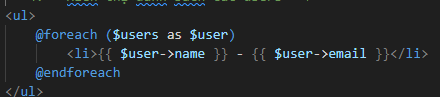 <ul>
@foreach ($users as $user)
<li>{{ $user->name }} - {{ $user->email }}</li>
@endforeach
</ul>